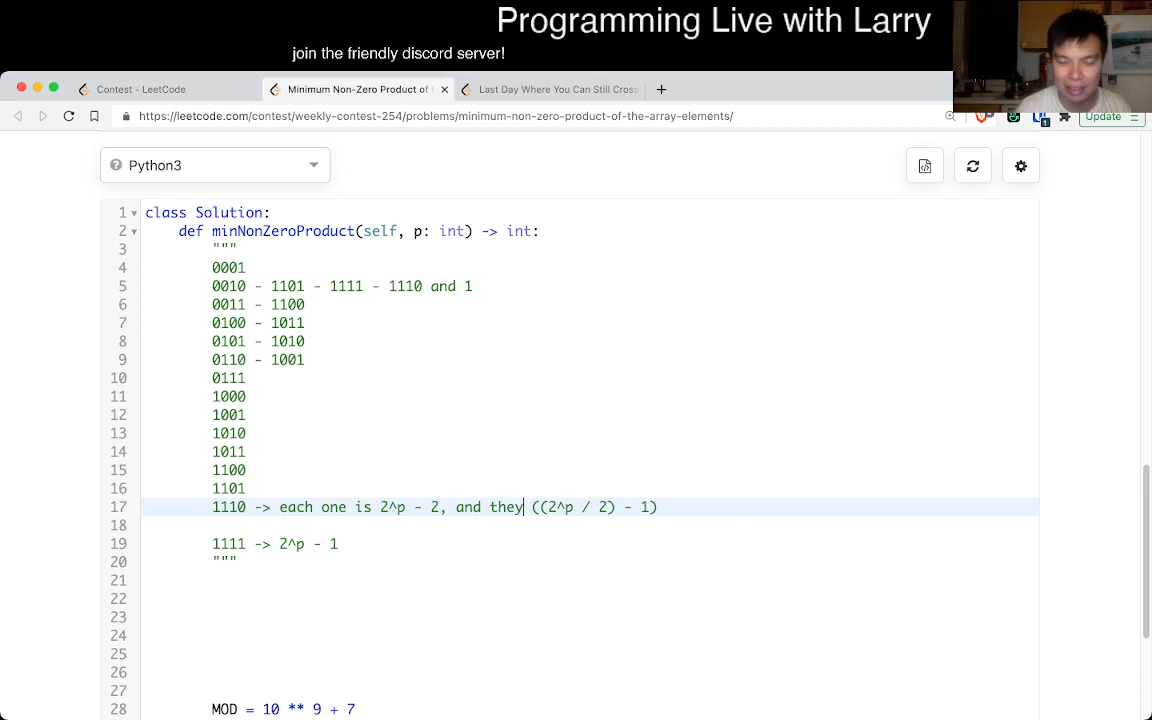 Programming Live with Larry
join the friendly discord server!
Contest - LeetCode
Minimum Non-Zero Product of
Last Day Where You Can Still Cross
https://leetcode.com/contest/weekly-contest-254/problems/minimum-non-zero-product-of-the-array-elements/
Update
Python3
1 class Solution:
2 def minNonZeroProduct(self, p: int) -> int:
3 """
4 0001
5 0010 - 1101 - 1111 - 1110 and 1
6 0011 - 1100
7 0100 - 1011
8 0101 - 1010
9 0110 - 1001
10 0111
11 1000
12 1001
13 1010
14 1011
15 1100
16 1101
17 1110 -> each one is 2^p - 2, and they ((2^p / 2) - 1)
18
19 1111 -> 2^p - 1
20 """
21
22
23
24
25
26
27
28 MOD = 10 ** 9 + 7